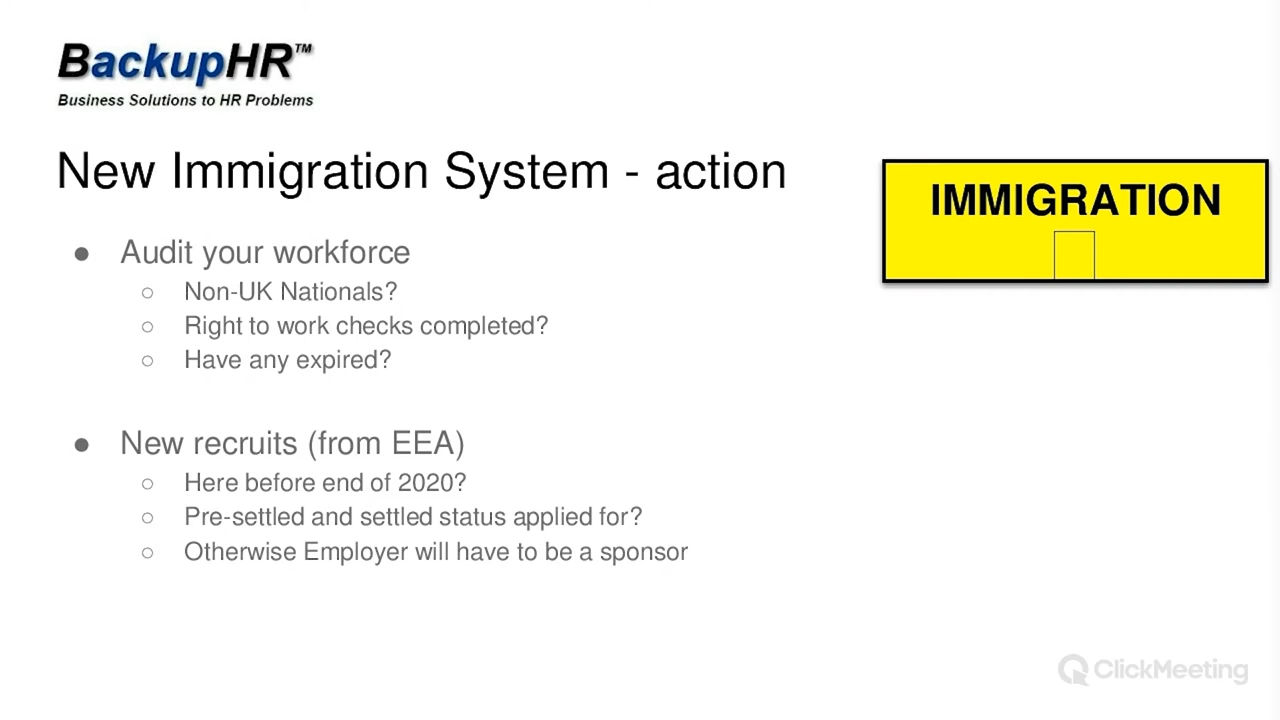 BackupHR™
Business Solutions to HR Problems
New Immigration System - action
IMMIGRATION
● Audit your workforce
○ Non-UK Nationals?
○ Right to work checks completed?
○ Have any expired?
● New recruits (from EEA)
○ Here before end of 2020?
○ Pre-settled and settled status applied for?
○ Otherwise Employer will have to be a sponsor
ClickMeeting